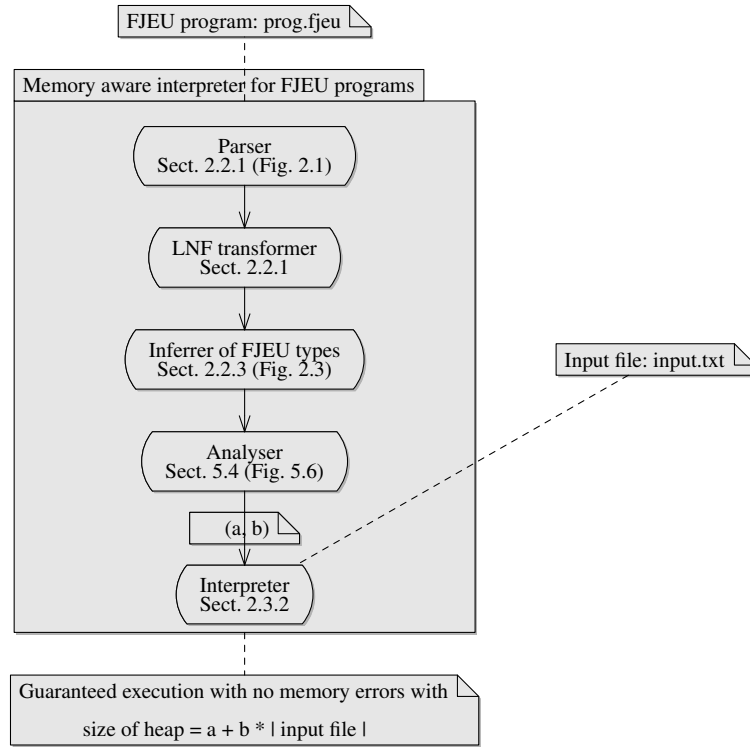 FJEU program: prog.fjeu
Memory aware interpreter for FJEU programs
Parser
Sect. 2.2.1 (Fig. 2.1)
LNF transformer
Sect. 2.2.1
Inferrer of FJEU types
Sect. 2.2.3 (Fig. 2.3)
Input file: input.txt
Analyser
Sect. 5.4 (Fig. 5.6)
(a, b)
Interpreter
Sect. 2.3.2
Guaranteed execution with no memory errors with
size of heap = a + b * | input file |